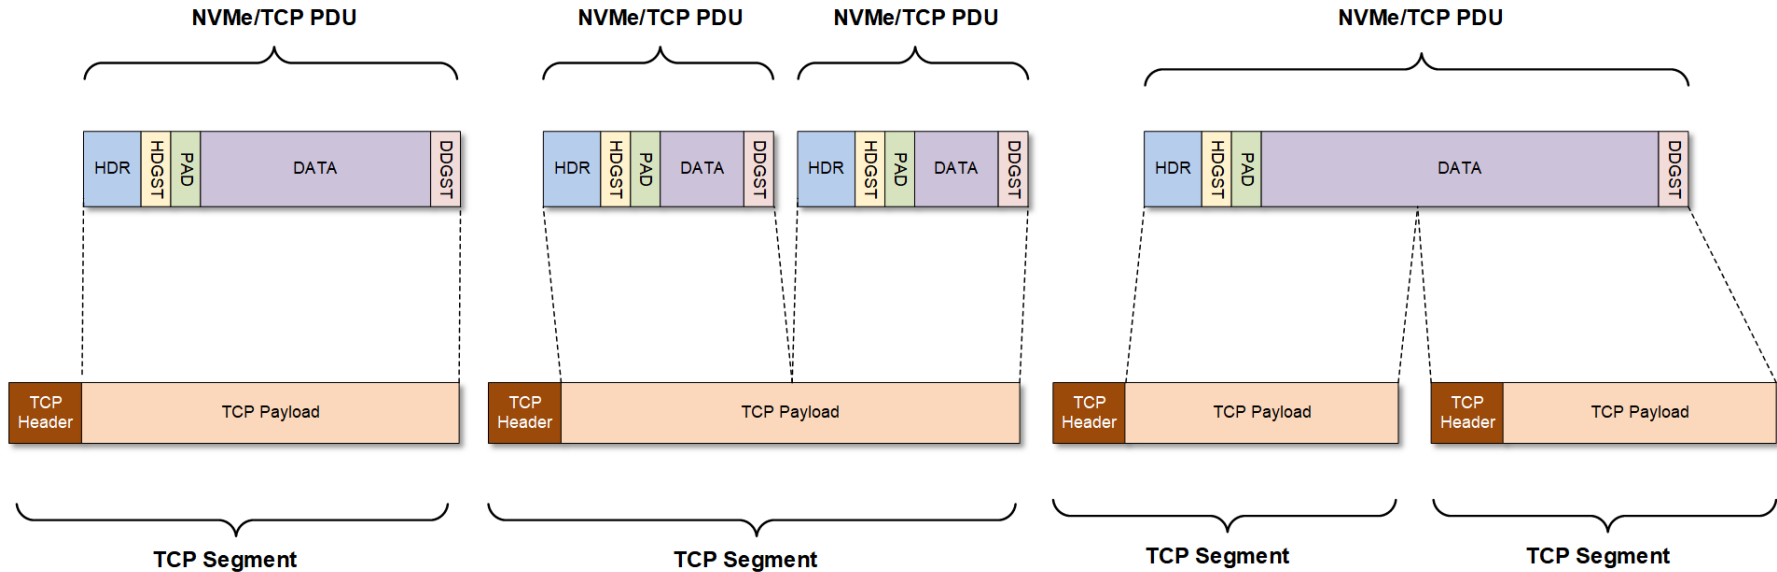 NVMe/TCP PDU
NVMe/TCP PDU
NVMe/TCP PDU
NVMe/TCP PDU
HDR
HDGST
PAD
DATA
DDGST
HDR
HDGST
PAD
DATA
DDGST
HDR
HDGST
PAD
DATA
DDGST
HDR
HDGST
PAD
DATA
DDGST
TCP
Header
TCP Payload
TCP
Header
TCP Payload
TCP
Header
TCP Payload
TCP
Header
TCP Payload
TCP Segment
TCP Segment
TCP Segment
TCP Segment